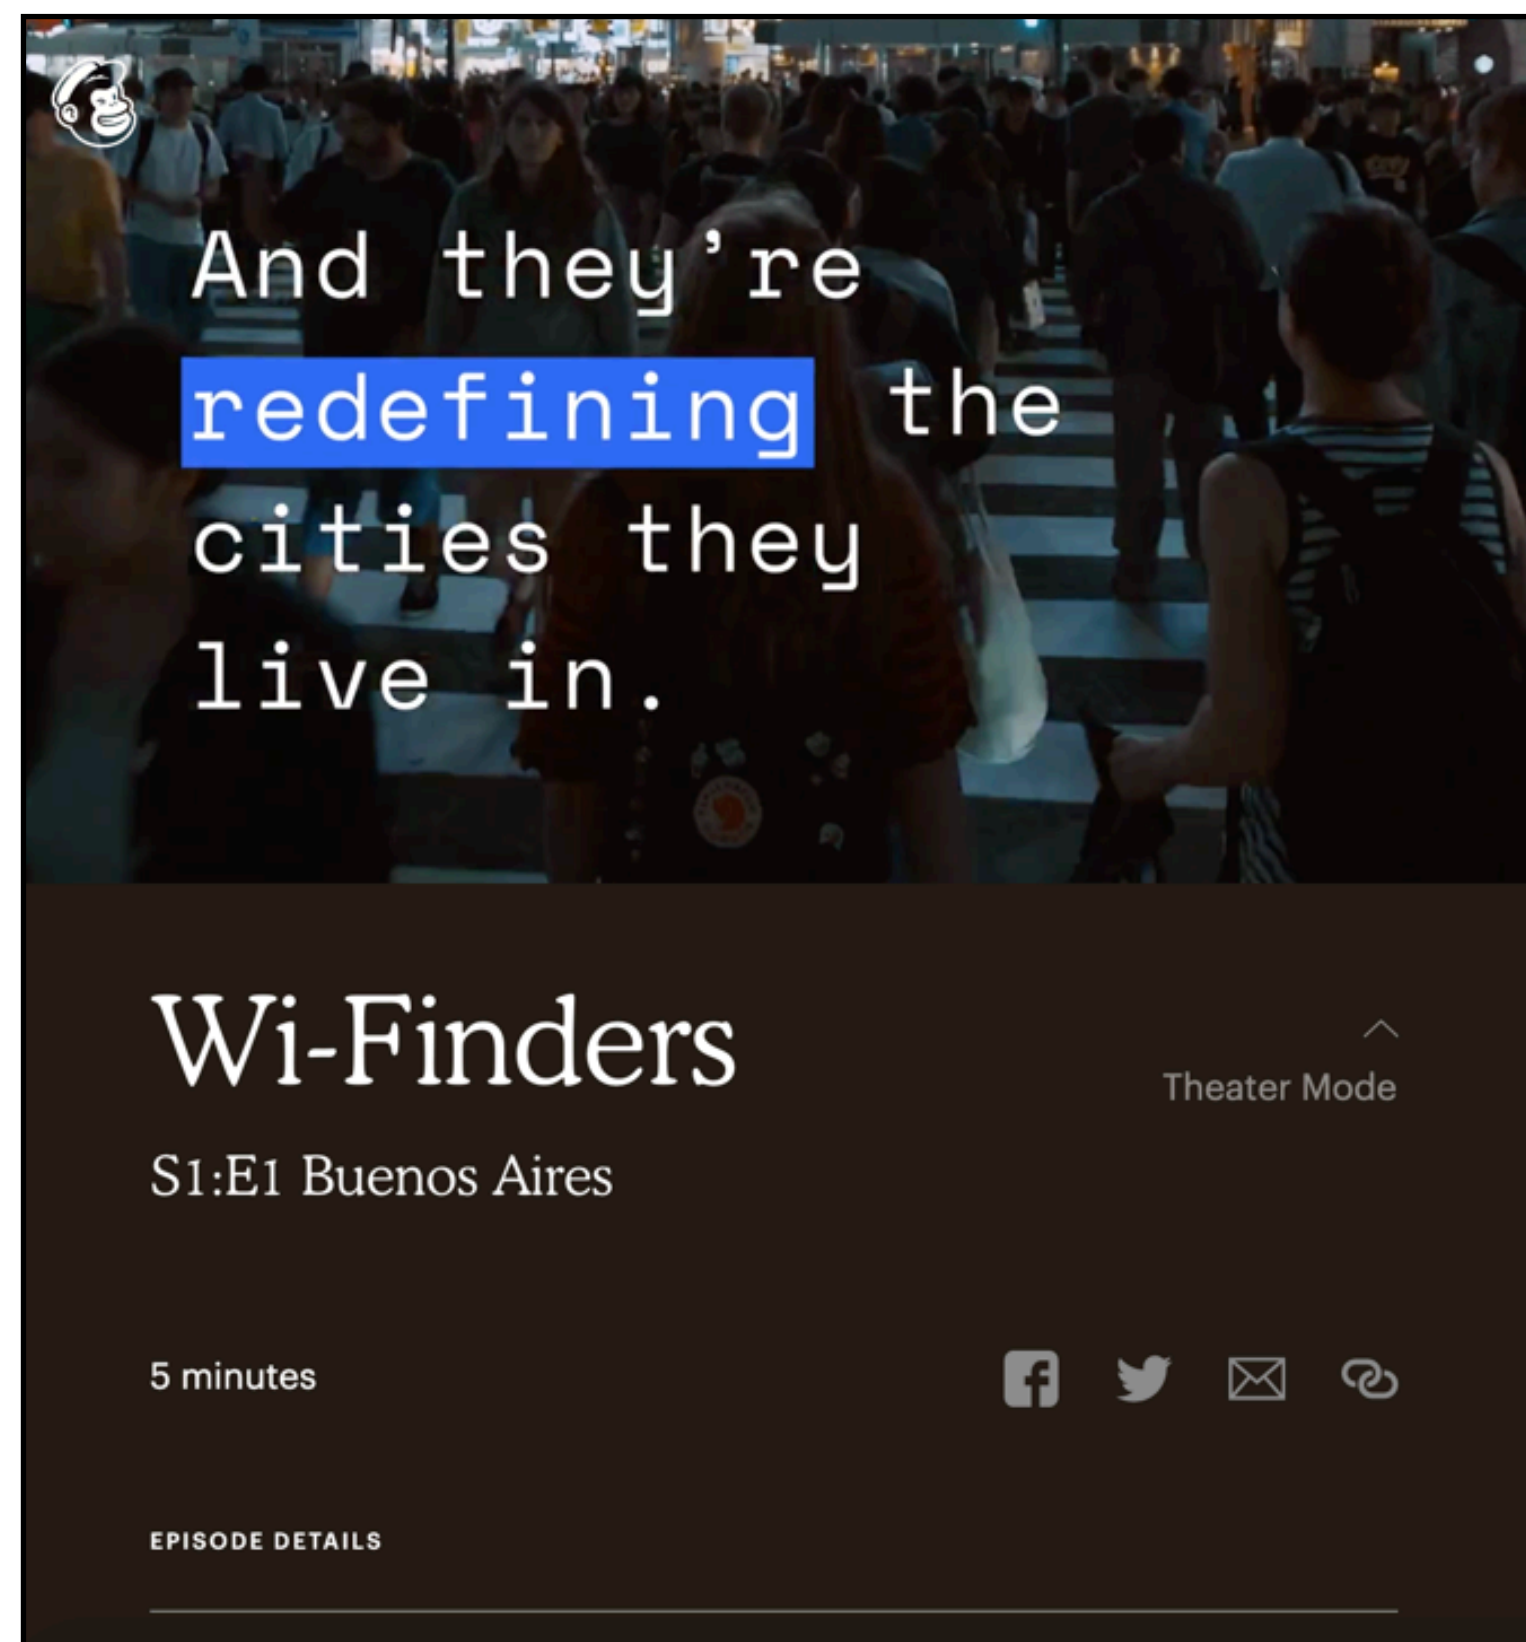 And they’re
redefining the
cities they
live in.
Wi-Finders
Theater Mode
S1:E1 Buenos Aires
5 minutes
EPISODE DETAILS